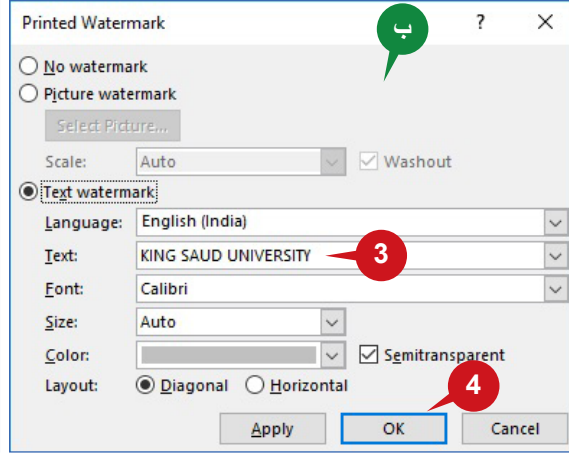 Printed Watermark ب ? ×
No watermark
Picture watermark
Select Picture...
Scale: Auto Washout
Text watermark
Language: English (India)
Text: KING SAUD UNIVERSITY 3
Font: Calibri
Size: Auto
Color: Semitransparent
Layout: Diagonal Horizontal 4
Apply OK Cancel